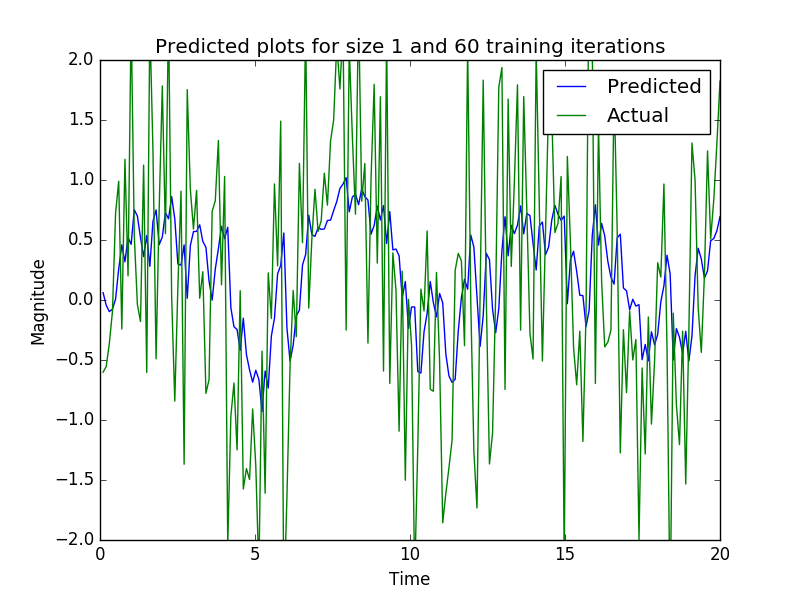 Predicted plots for size 1 and 60 training iterations
Predicted
Actual
2.0
1.5
1.0
0.5
0.0
−0.5
−1.0
−1.5
−2.0
Magnitude
0 5 10 15 20
Time